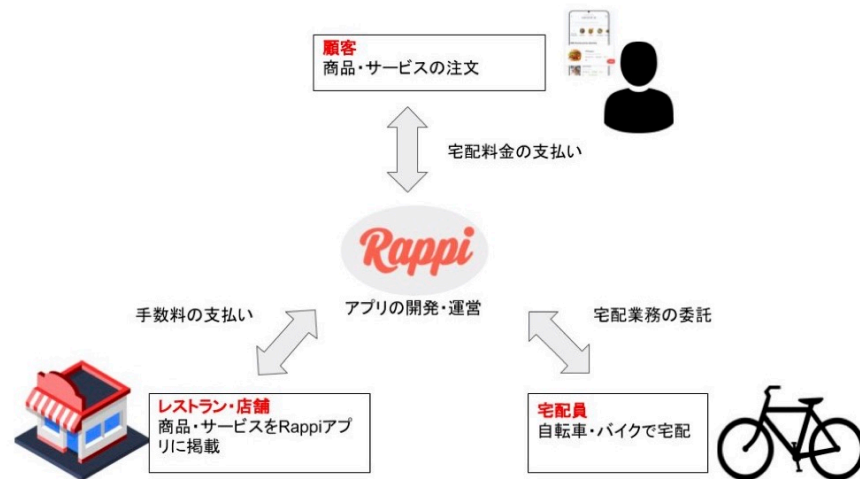 顧客
商品・サービスの注文
宅配料金の支払い
Rappi
アプリの開発・運営
手数料の支払い
宅配業務の委託
レストラン・店舗
商品・サービスをRappiアプ
リに掲載
宅配員
自転車・バイクで宅配